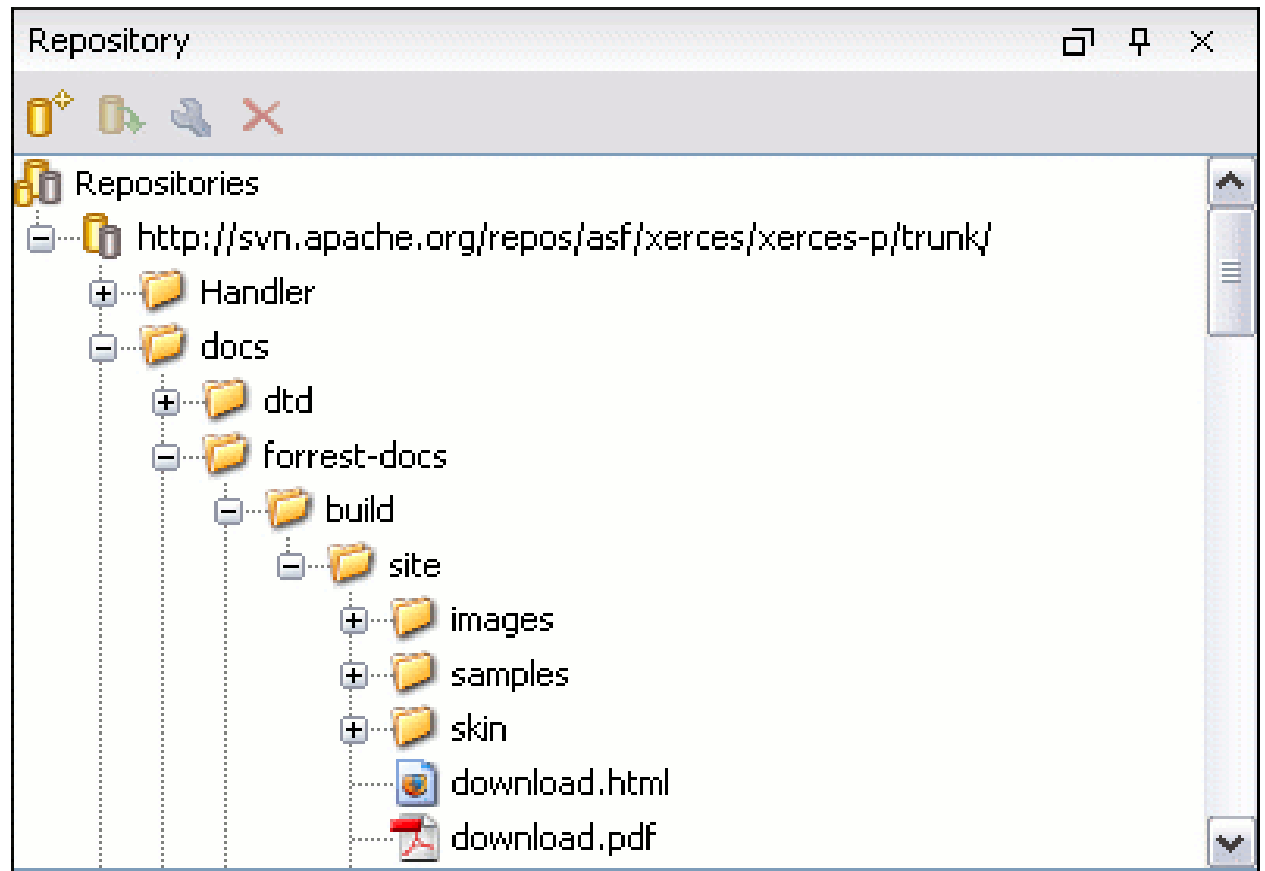 Repository
Repositories
http://svn.apache.org/repos/asf/xerces/xerces-p/trunk/
Handler
docs
dtd
forrest-docs
build
site
images
samples
skin
download.html
download.pdf